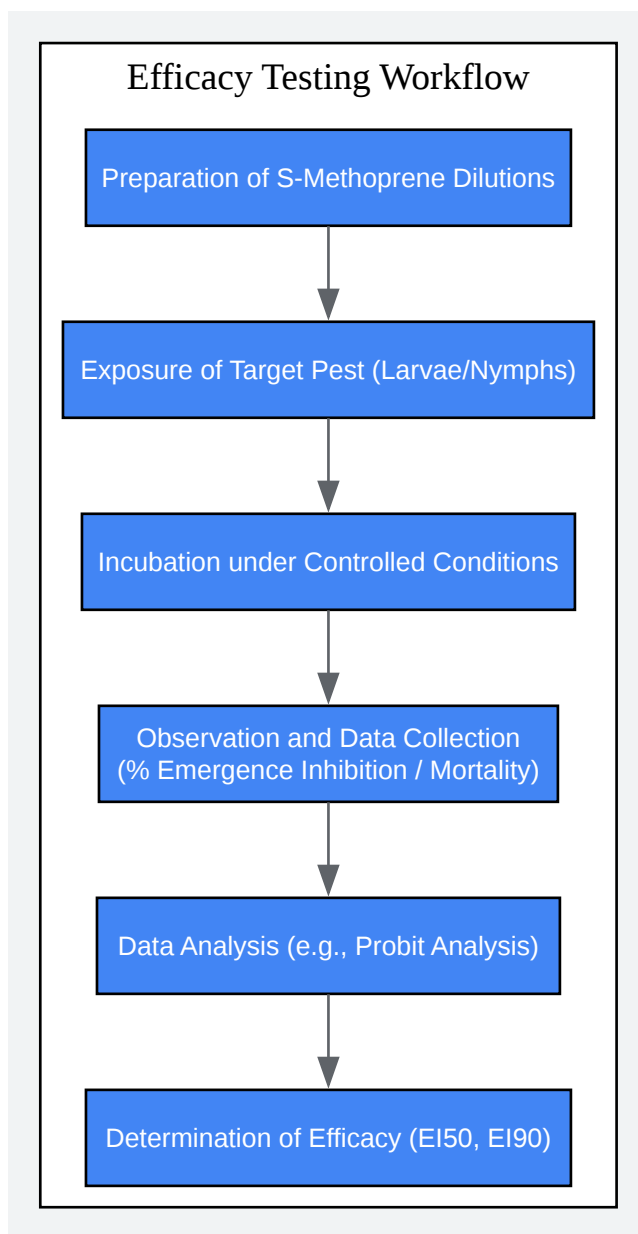 Efficacy Testing Workflow
Preparation of S-Methoprene Dilutions
Exposure of Target Pest (Larvae/Nymphs)
Incubation under Controlled Conditions
Observation and Data Collection
(% Emergence Inhibition / Mortality)
Data Analysis (e.g., Probit Analysis)
Determination of Efficacy (EI50, EI90)